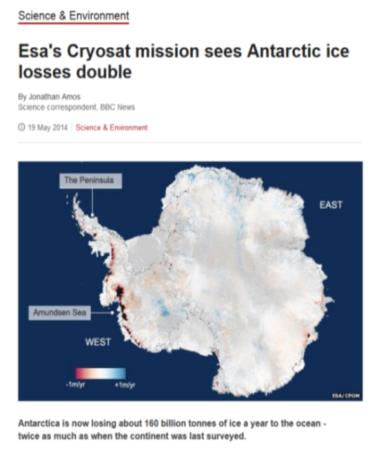 Science & Environment
Esa's Cryosat mission sees Antarctic ice
losses double
By Jonathan Amos
Science correspondent, BBC News
19 May 2014 | Science & Environment
The Peninsula
EAST
Amundsen Sea
WEST
-1m/yr +1m/yr
ESA/CPOM
Antarctica is now losing about 160 billion tonnes of ice a year to the ocean -
twice as much as when the continent was last surveyed.